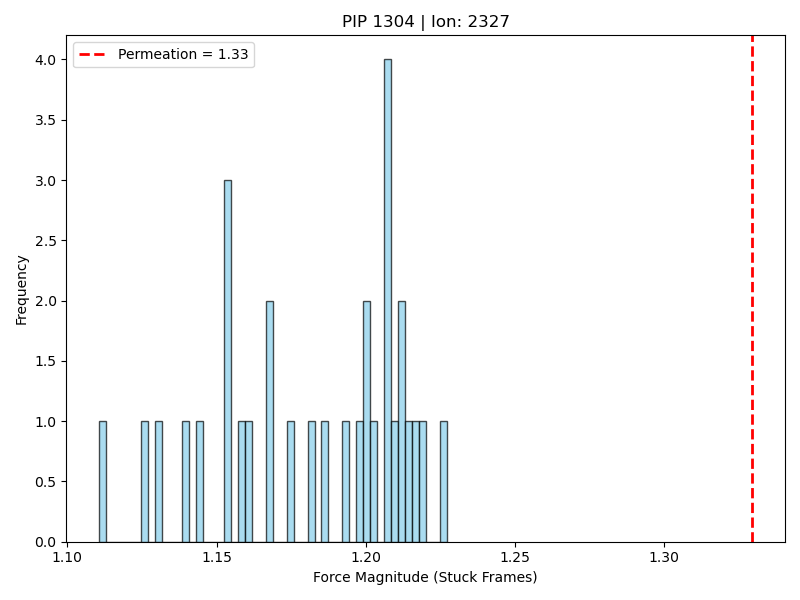 PIP 1304 | Ion: 2327
Permeation = 1.33
4.0
3.5
3.0
2.5
2.0
1.5
1.0
0.5
0.0
Frequency
1.10 1.15 1.20 1.25 1.30
Force Magnitude (Stuck Frames)